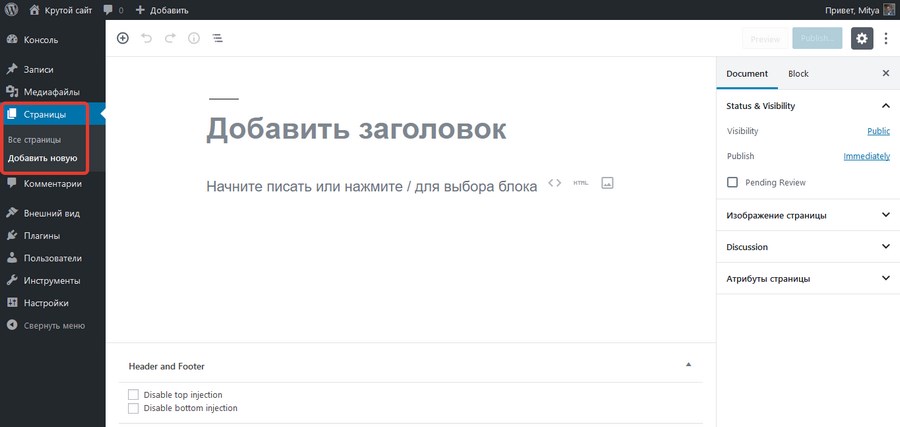 Крутой сайт
0
Добавить
Привет, Mitya
Консоль
Записи
Медиафайлы
Страницы
Все страницы
Добавить новую
Комментарии
Внешний вид
Плагины
Пользователи
Инструменты
Настройки
Свернуть меню
Preview
Publish...
Добавить заголовок
Начните писать или нажмите / для выбора блока
HTML
Header and Footer
Disable top injection
Disable bottom injection
Document
Block
Status & Visibility
Visibility
Public
Publish
Immediately
Pending Review
Изображение страницы
Discussion
Атрибуты страницы